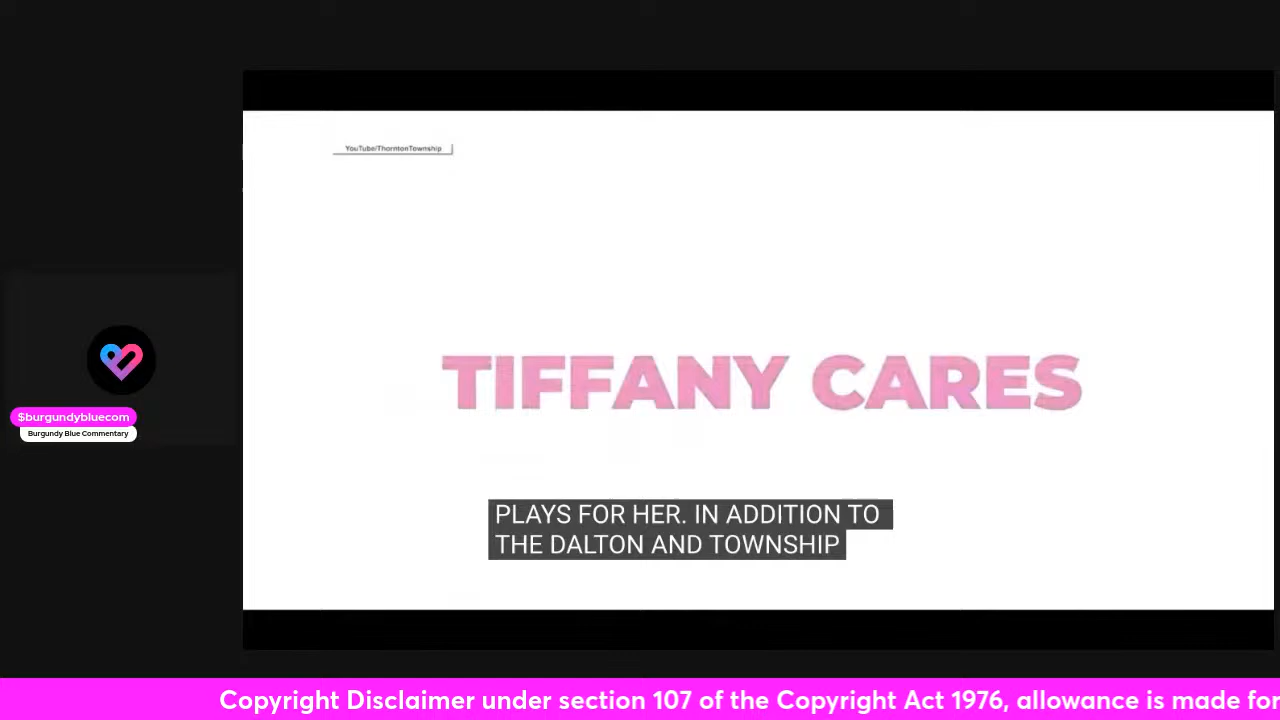 YouTube/ThorntonTownship
TIFFANY CARES
$burgundybluecom
Burgundy Blue Commentary
PLAYS FOR HER. IN ADDITION TO
THE DALTON AND TOWNSHIP
Copyright Disclaimer under section 107 of the Copyright Act 1976, allowance is made for